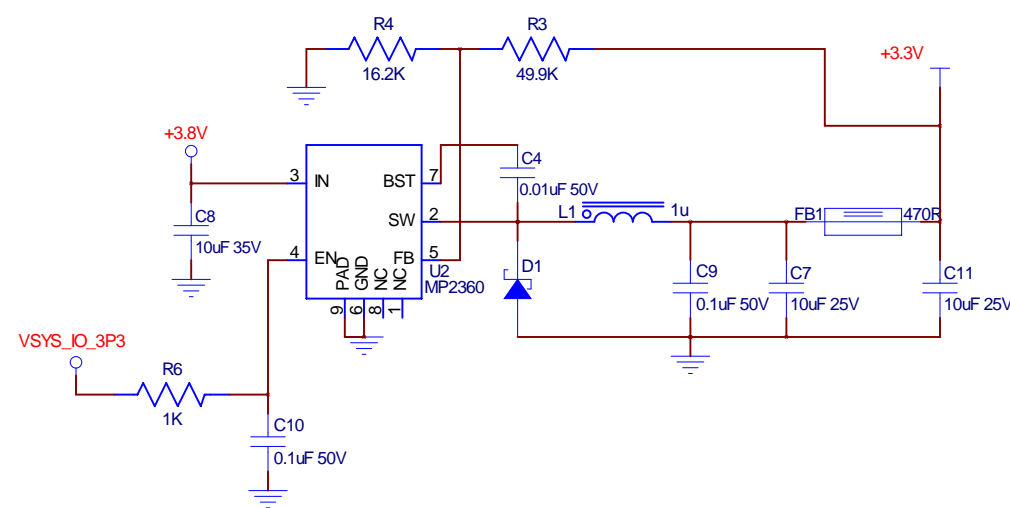 R4
R3
16.2K
49.9K
+3.3V
+3.8V
3
IN
BST
7
C4
0.01uF 50V
C8
10uF 35V
SW
2
L1
1u
FB1
470R
4
EN
FB
5
PAD
GND
NC
NC
U2
MP2360
9
6
8
1
D1
C9
0.1uF 50V
C7
10uF 25V
C11
10uF 25V
VSYS_IO_3P3
R6
1K
C10
0.1uF 50V